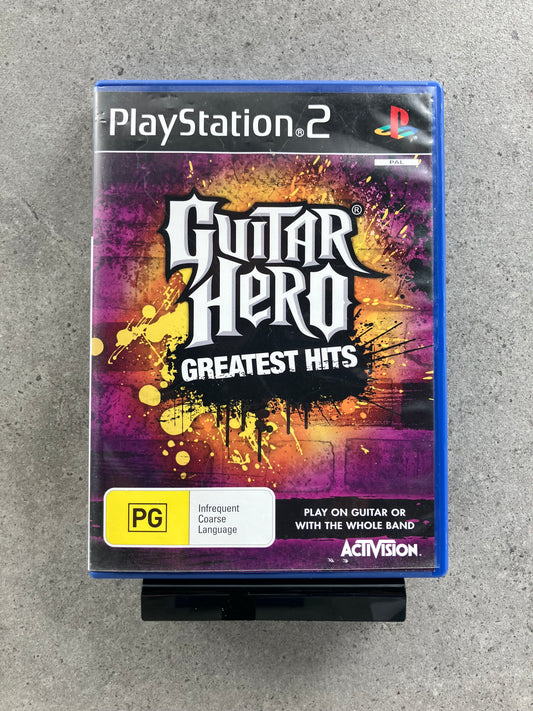 PlayStation®2
PAL
GUITAR HERO®
GREATEST HITS
PG
Infrequent
Coarse
Language
PLAY ON GUITAR OR
WITH THE WHOLE BAND
ACTIVISION